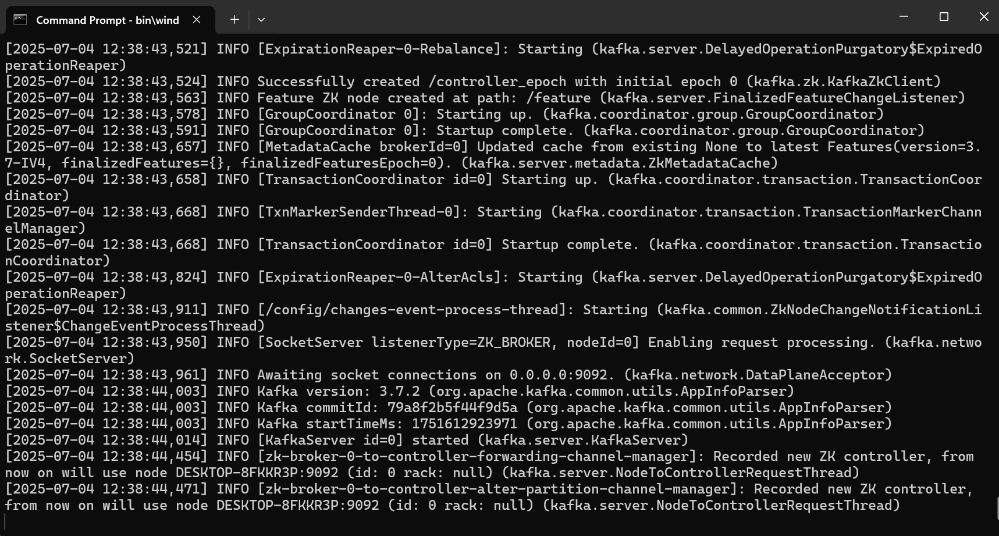 Command Prompt - bin\wind
[2025-07-04 12:38:43,521] INFO [ExpirationReaper-0-Rebalance]: Starting (kafka.server.DelayedOperationPurgatory$ExpiredO
perationReaper)
[2025-07-04 12:38:43,524] INFO Successfully created /controller_epoch with initial epoch 0 (kafka.zk.KafkaZkClient)
[2025-07-04 12:38:43,563] INFO Feature ZK node created at path: /feature (kafka.server.FinalizedFeatureChangeListener)
[2025-07-04 12:38:43,578] INFO [GroupCoordinator 0]: Starting up. (kafka.coordinator.group.GroupCoordinator)
[2025-07-04 12:38:43,591] INFO [GroupCoordinator 0]: Startup complete. (kafka.coordinator.group.GroupCoordinator)
[2025-07-04 12:38:43,657] INFO [MetadataCache brokerId=0] Updated cache from existing None to latest Features(version=3.
7-IV4, finalizedFeatures={}, finalizedFeaturesEpoch=0). (kafka.server.metadata.ZkMetadataCache)
[2025-07-04 12:38:43,658] INFO [TransactionCoordinator id=0] Starting up. (kafka.coordinator.transaction.TransactionCoor
dinator)
[2025-07-04 12:38:43,668] INFO [TxnMarkerSenderThread-0]: Starting (kafka.coordinator.transaction.TransactionMarkerChann
elManager)
[2025-07-04 12:38:43,668] INFO [TransactionCoordinator id=0] Startup complete. (kafka.coordinator.transaction.Transactio
nCoordinator)
[2025-07-04 12:38:43,824] INFO [ExpirationReaper-0-AlterAcls]: Starting (kafka.server.DelayedOperationPurgatory$ExpiredO
perationReaper)
[2025-07-04 12:38:43,911] INFO [/config/changes-event-process-thread]: Starting (kafka.common.ZkNodeChangeNotificationLi
stener$ChangeEventProcessThread)
[2025-07-04 12:38:43,950] INFO [SocketServer listenerType=ZK_BROKER, nodeId=0] Enabling request processing. (kafka.netwo
rk.SocketServer)
[2025-07-04 12:38:43,961] INFO Awaiting socket connections on 0.0.0.0:9092. (kafka.network.DataPlaneAcceptor)
[2025-07-04 12:38:44,003] INFO Kafka version: 3.7.2 (org.apache.kafka.common.utils.AppInfoParser)
[2025-07-04 12:38:44,003] INFO Kafka commitId: 79a8f2b5f44f9d5a (org.apache.kafka.common.utils.AppInfoParser)
[2025-07-04 12:38:44,003] INFO Kafka startTimeMs: 1751612923971 (org.apache.kafka.common.utils.AppInfoParser)
[2025-07-04 12:38:44,014] INFO [KafkaServer id=0] started (kafka.server.KafkaServer)
[2025-07-04 12:38:44,454] INFO [zk-broker-0-to-controller-forwarding-channel-manager]: Recorded new ZK controller, from
now on will use node DESKTOP-8FKKR3P:9092 (id: 0 rack: null) (kafka.server.NodeToControllerRequestThread)
[2025-07-04 12:38:44,471] INFO [zk-broker-0-to-controller-alter-partition-channel-manager]: Recorded new ZK controller,
from now on will use node DESKTOP-8FKKR3P:9092 (id: 0 rack: null) (kafka.server.NodeToControllerRequestThread)